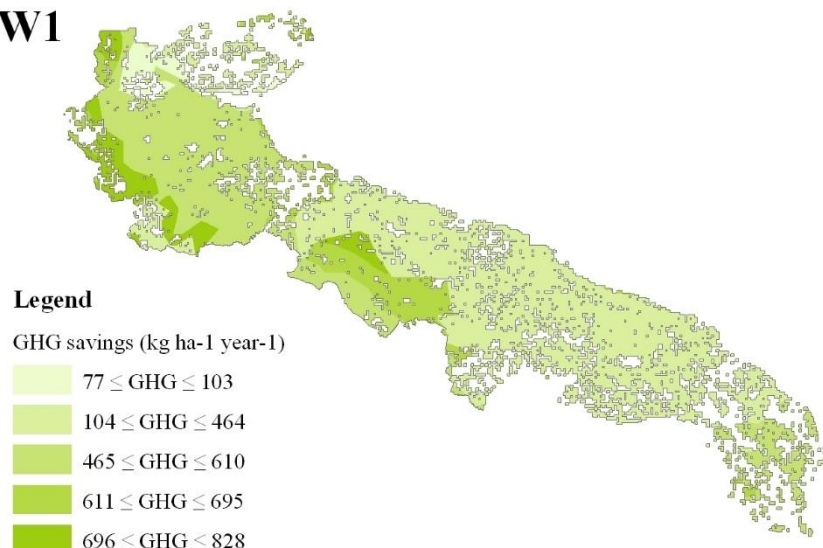 W1
Legend
GHG savings (kg ha-1 year-1)
77 ≤ GHG ≤ 103
104 ≤ GHG ≤ 464
465 ≤ GHG ≤ 610
611 ≤ GHG ≤ 695
696 ≤ GHG ≤ 828